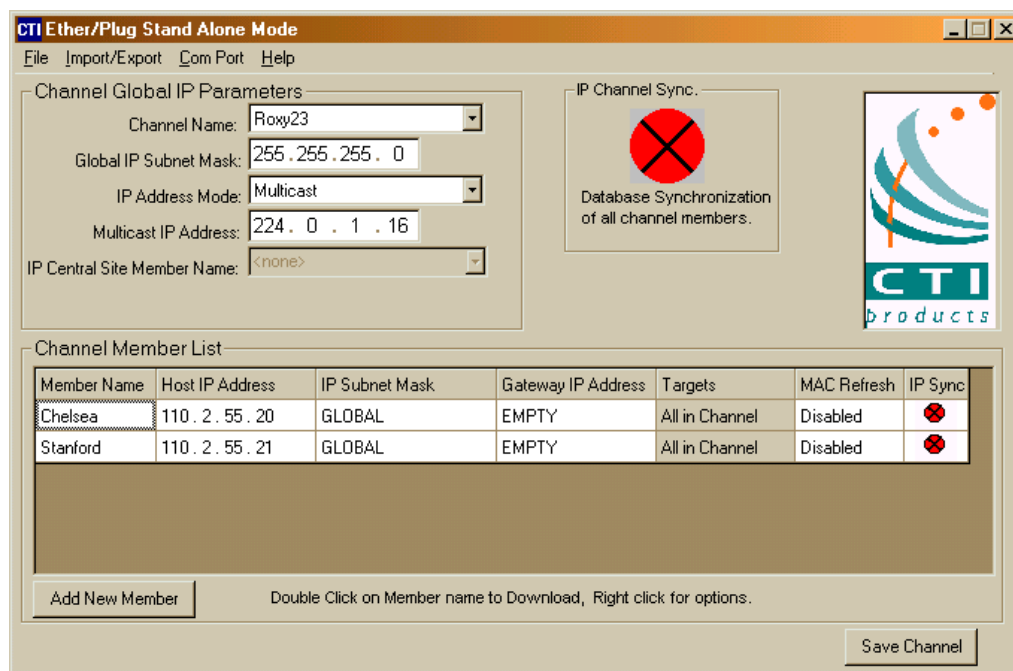 CTI Ether/Plug Stand Alone Mode
File Import/Export Com Port Help
Channel Global IP Parameters
Channel Name: Roxy23
Global IP Subnet Mask: 255 . 255 . 255 . 0
IP Address Mode: Multicast
Multicast IP Address: 224 . 0 . 1 . 16
IP Central Site Member Name: <none>
IP Channel Sync.
Database Synchronization
of all channel members.
CTI
products
Channel Member List
Member Name Host IP Address IP Subnet Mask Gateway IP Address Targets MAC Refresh IP Sync
Chelsea 110 . 2 . 55 . 20 GLOBAL EMPTY All in Channel Disabled
Stanford 110 . 2 . 55 . 21 GLOBAL EMPTY All in Channel Disabled
Add New Member Double Click on Member name to Download, Right click for options.
Save Channel